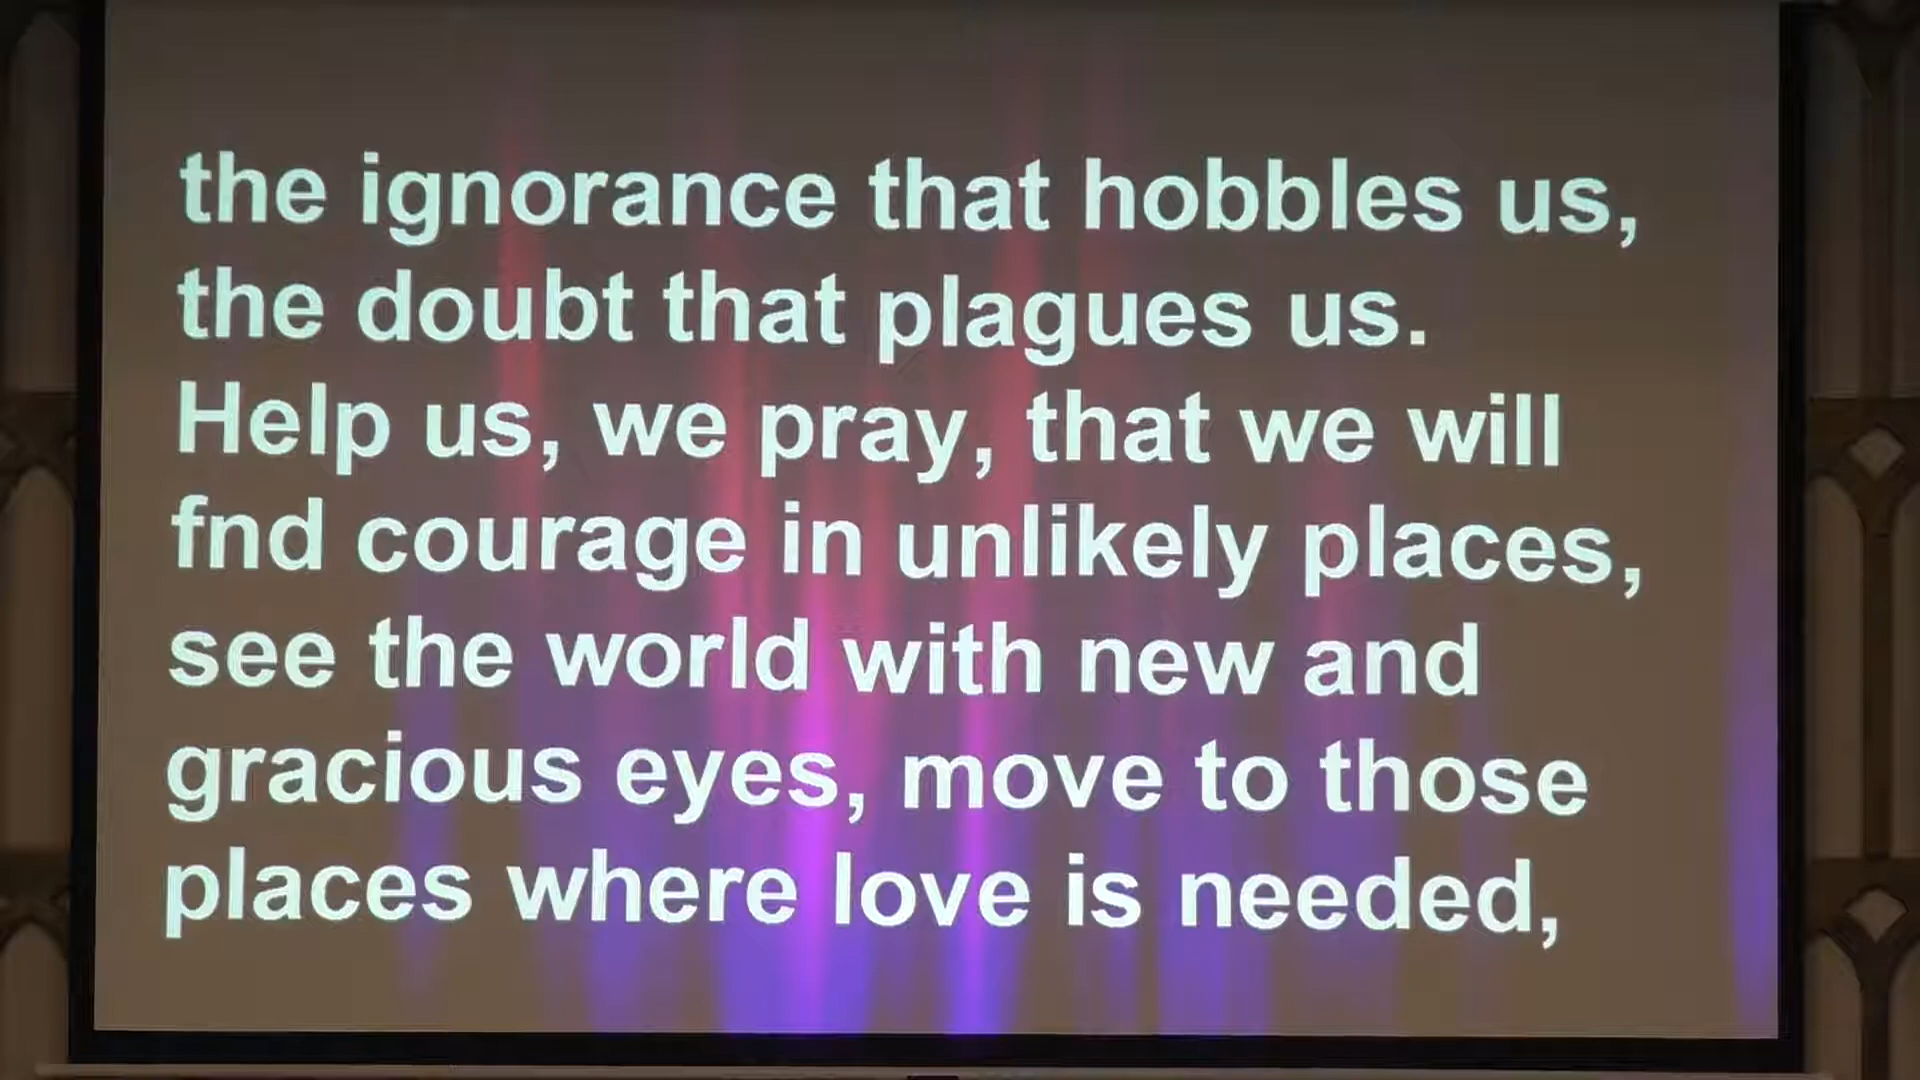 the ignorance that hobbles us,
the doubt that plagues us.
Help us, we pray, that we will
fnd courage in unlikely places,
see the world with new and
gracious eyes, move to those
places where love is needed,